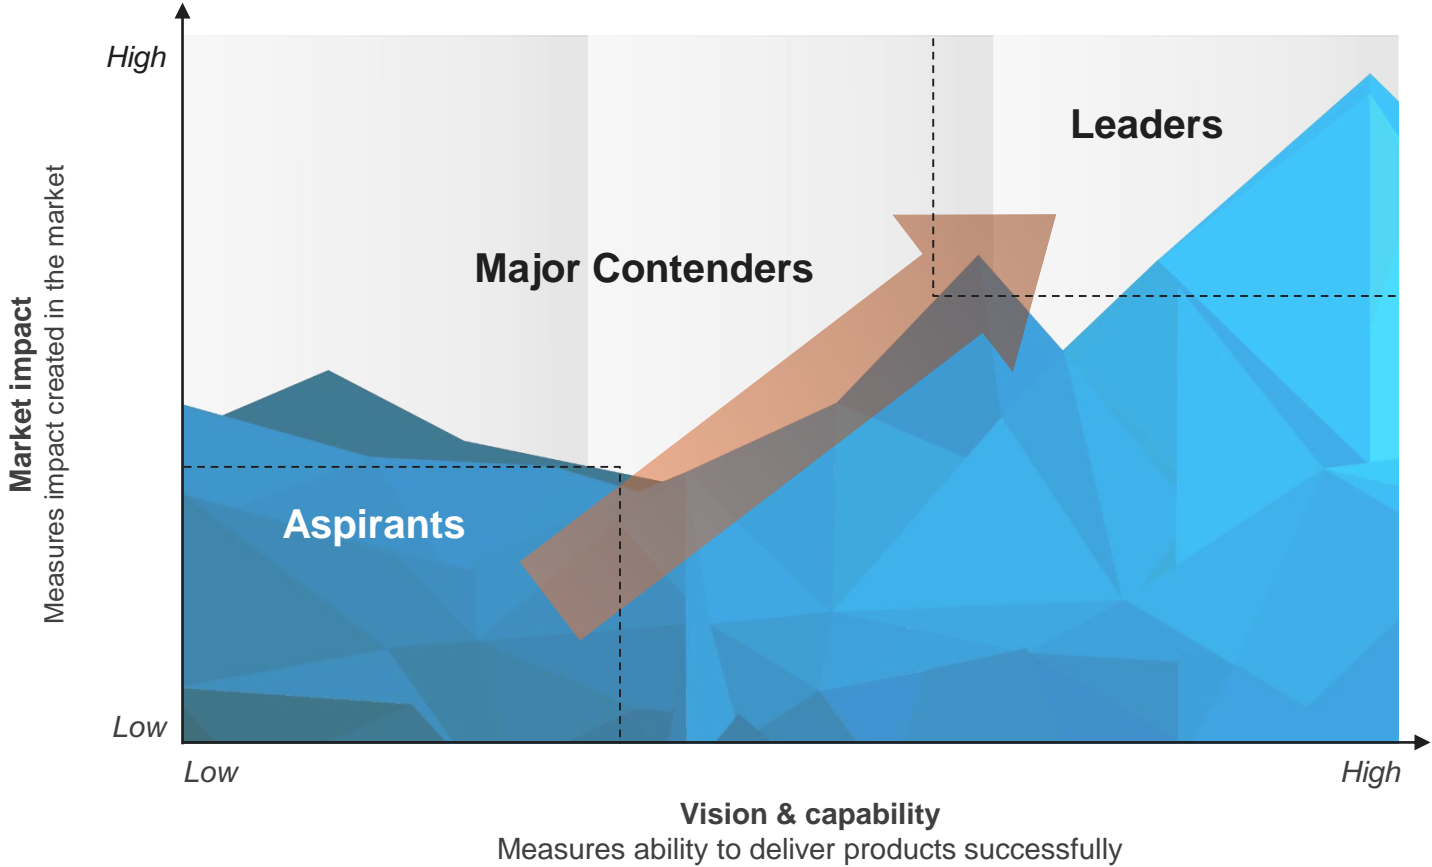 High
Leaders
Major Contenders
Market impact
Measures impact created in the market
Aspirants
Low
Low
High
Vision & capability
Measures ability to deliver products successfully